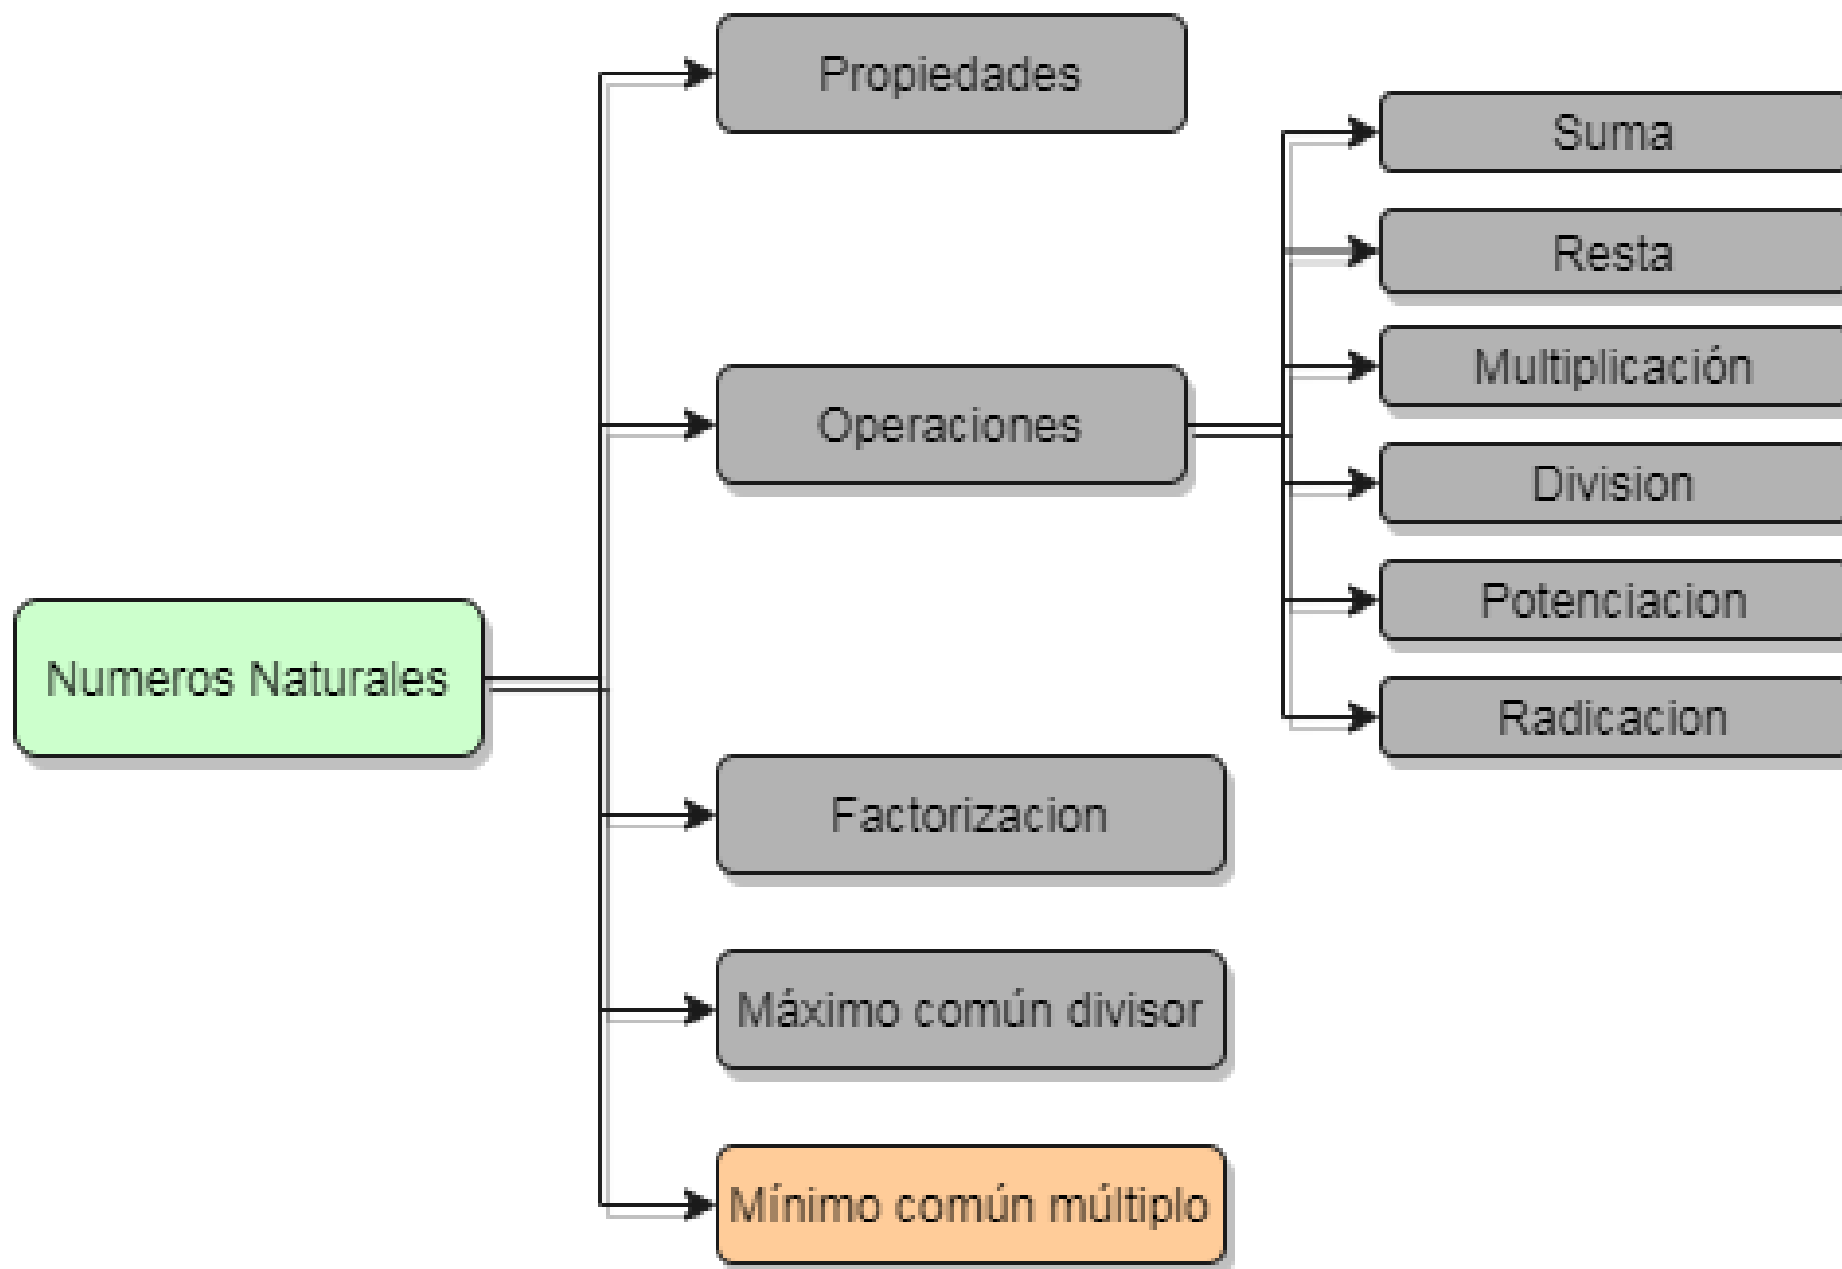 Propiedades
Suma
Resta
Multiplicación
Operaciones
Division
Potenciacion
Numeros Naturales
Radicacion
Factorizacion
Máximo común divisor
Mínimo común múltiplo